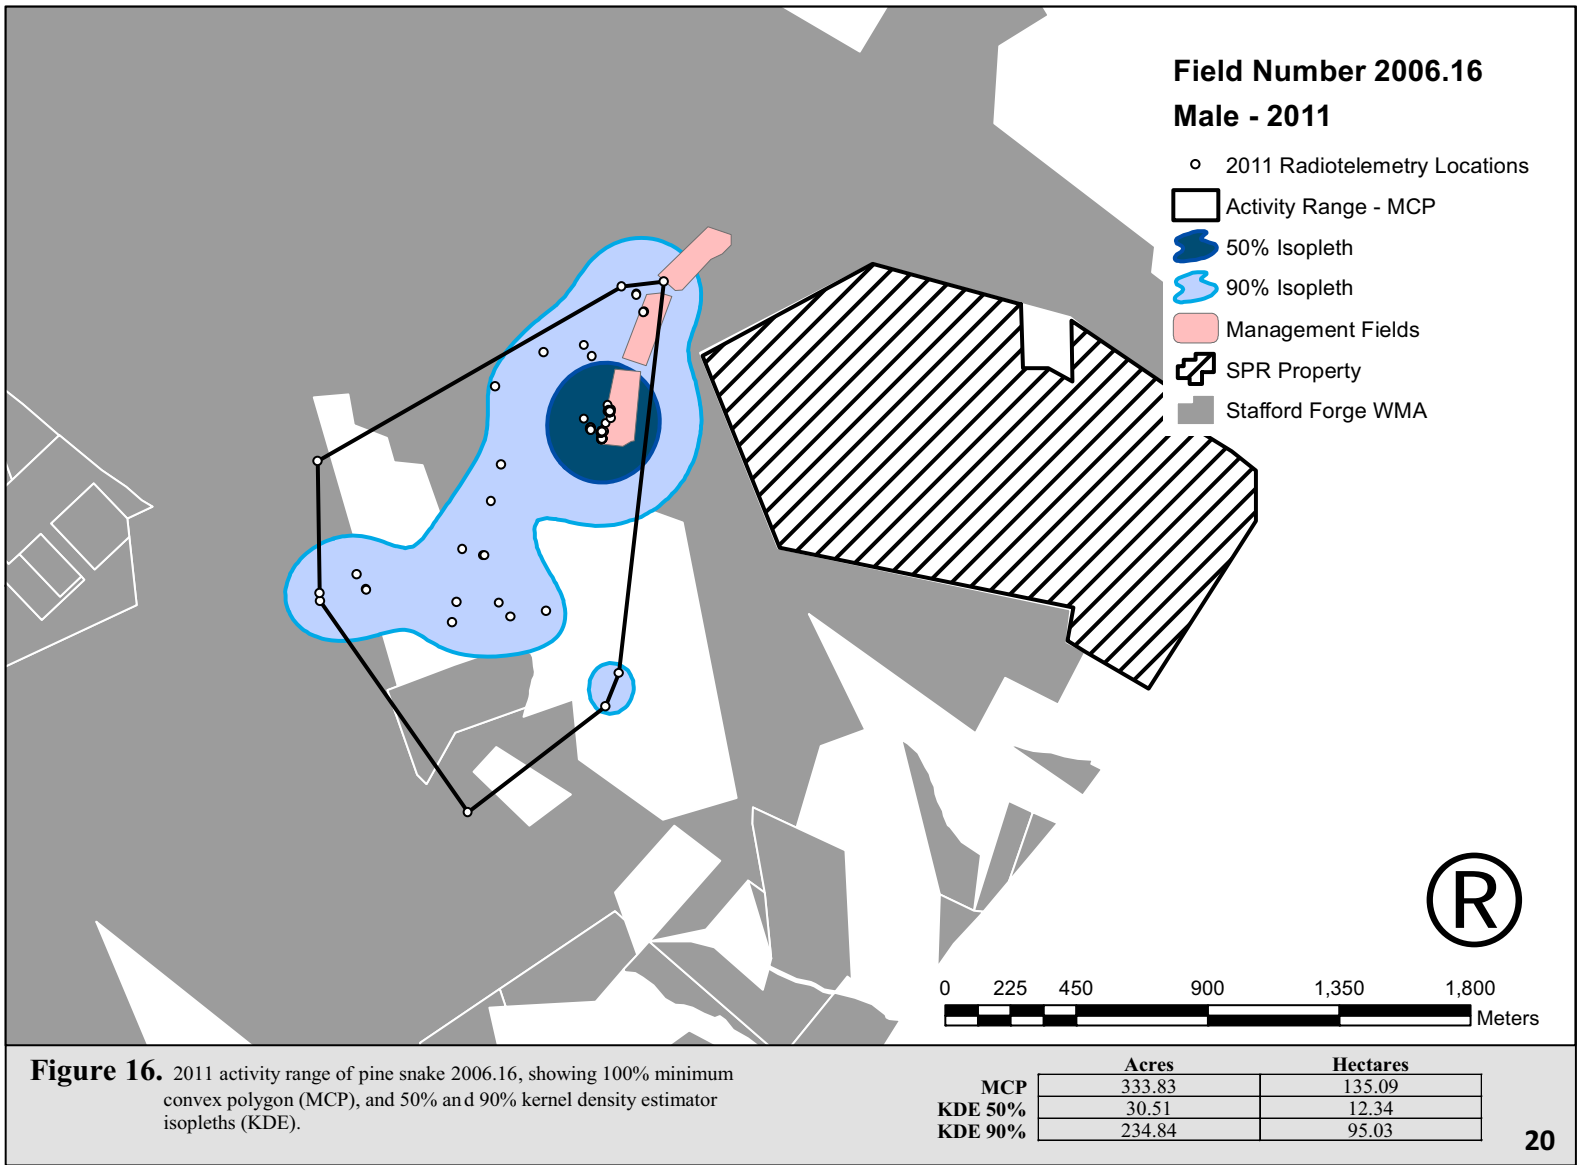 Field Number 2006.16
Male - 2011
2011 Radiotelemetry Locations
Activity Range - MCP
50% Isopleth
90% Isopleth
Management Fields
SPR Property
Stafford Forge WMA
®
0 225 450 900 1,350 1,800
Meters
Figure 16. 2011 activity range of pine snake 2006.16, showing 100% minimum
convex polygon (MCP), and 50% and 90% kernel density estimator
isopleths (KDE).
Acres Hectares
MCP 333.83 135.09
KDE 50% 30.51 12.34
KDE 90% 234.84 95.03
20